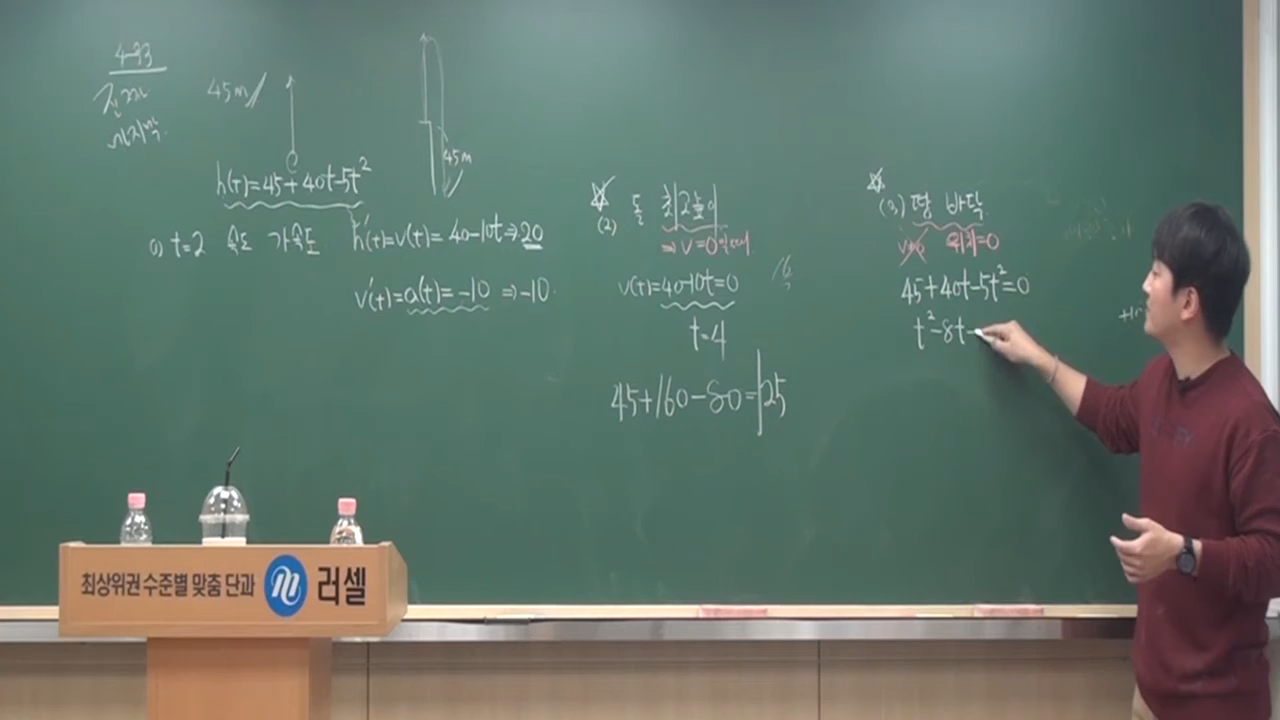 4-93
45m
45m
h(t)=45+40t-5t²
(1) t=2 속도 가속도 h'(t)=v(t)=40-10t⇒20
v'(t)=a(t)=-10 ⇒-10
(2) 돌 최고높이
⇒ v=0일때
v(t)=40-10t=0
t=4
45+160-80=125
(3) 땅 바닥
v=0 위치=0
45+40t-5t²=0
t²-8t-
최상위권 수준별 맞춤 단과 러셀